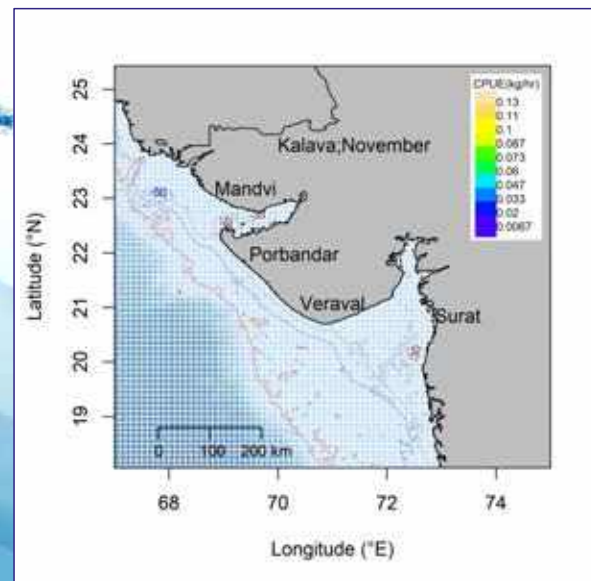 CPUE(kg/hr)
0.13
0.11
0.1
0.087
0.073
0.06
0.047
0.033
0.02
0.0067
Kalava;November
Mandvi
Porbandar
Veraval
Surat
-50
-50
0 100 200 km
25
24
23
22
21
20
19
Latitude (°N)
68 70 72 74
Longitude (°E)